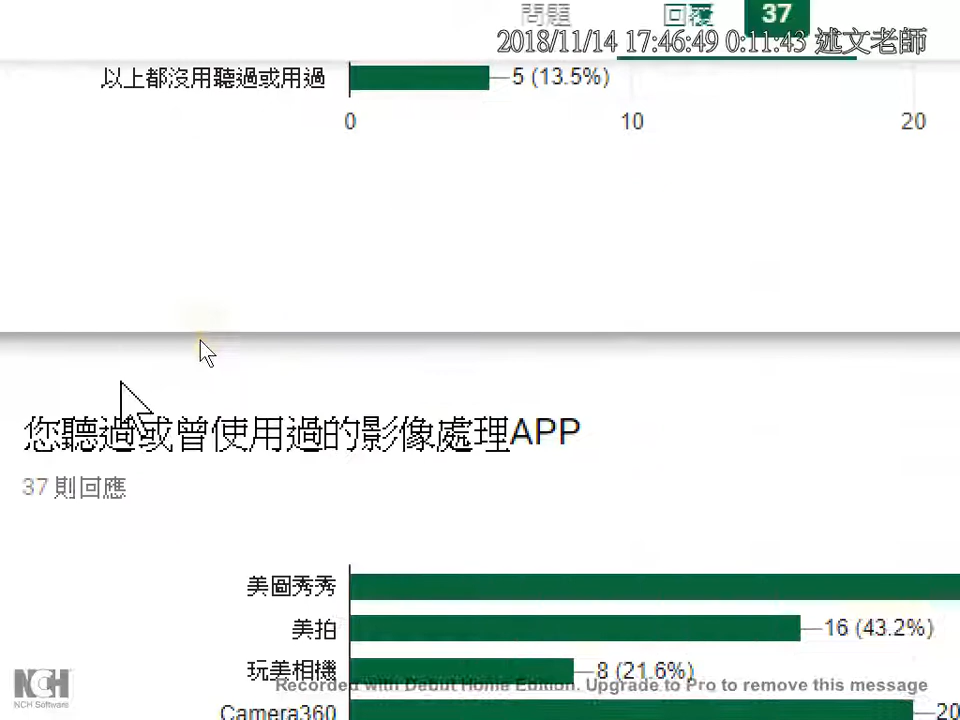 問題 回覆 37
2018/11/14 17:46:49 0:11:43 述文老師
以上都沒用聽過或用過 5 (13.5%)
0 10 20
您聽過或曾使用過的影像處理APP
37 則回應
美圖秀秀
美拍 16 (43.2%)
玩美相機 8 (21.6%)
Recorded with Debut Home Edition. Upgrade to Pro to remove this message
NCH
NCH Software
Camera360 20